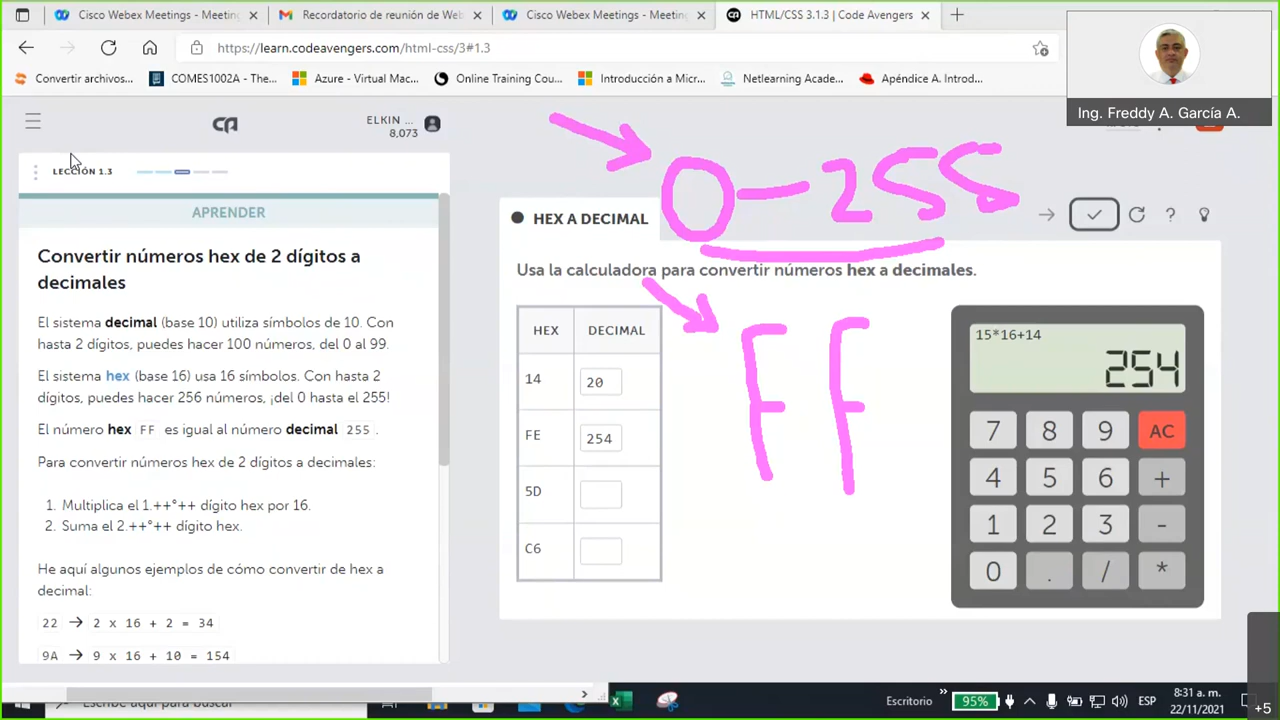 Cisco Webex Meetings - Meeting
Recordatorio de reunión de Web
Cisco Webex Meetings - Meeting
HTML/CSS 3.1.3 | Code Avengers
https://learn.codeavengers.com/html-css/3#1.3
Convertir archivos...
COMES1002A - The...
Azure - Virtual Mac...
Online Training Cou...
Introducción a Micr...
Netlearning Acade...
Apéndice A. Introd...
Ing. Freddy A. García A.
ELKIN ...
8,073
LECCIÓN 1.3
APRENDER
Convertir números hex de 2 dígitos a
decimales
El sistema decimal (base 10) utiliza símbolos de 10. Con
hasta 2 dígitos, puedes hacer 100 números, del 0 al 99.
El sistema hex (base 16) usa 16 símbolos. Con hasta 2
dígitos, puedes hacer 256 números, ¡del 0 hasta el 255!
El número hex FF es igual al número decimal 255 .
Para convertir números hex de 2 dígitos a decimales:
1. Multiplica el 1.++°++ dígito hex por 16.
2. Suma el 2.++°++ dígito hex.
He aquí algunos ejemplos de cómo convertir de hex a
decimal:
22 → 2 x 16 + 2 = 34
9A → 9 x 16 + 10 = 154
0-255
HEX A DECIMAL
Usa la calculadora para convertir números hex a decimales.
HEX DECIMAL
14 20
FE 254
5D
C6
FF
15*16+14
254
7 8 9 AC
4 5 6 +
1 2 3 -
0 . / *
Escribe aquí para buscar
Escritorio
95%
ESP
8:31 a. m.
22/11/2021
+5